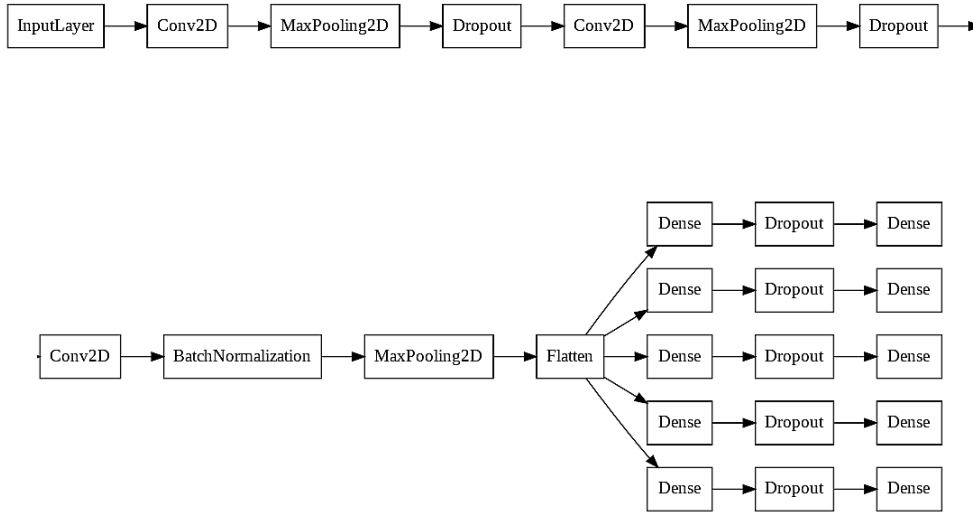 InputLayer Conv2D MaxPooling2D Dropout Conv2D MaxPooling2D Dropout
Dense Dropout Dense
Dense Dropout Dense
Conv2D BatchNormalization MaxPooling2D Flatten Dense Dropout Dense
Dense Dropout Dense
Dense Dropout Dense